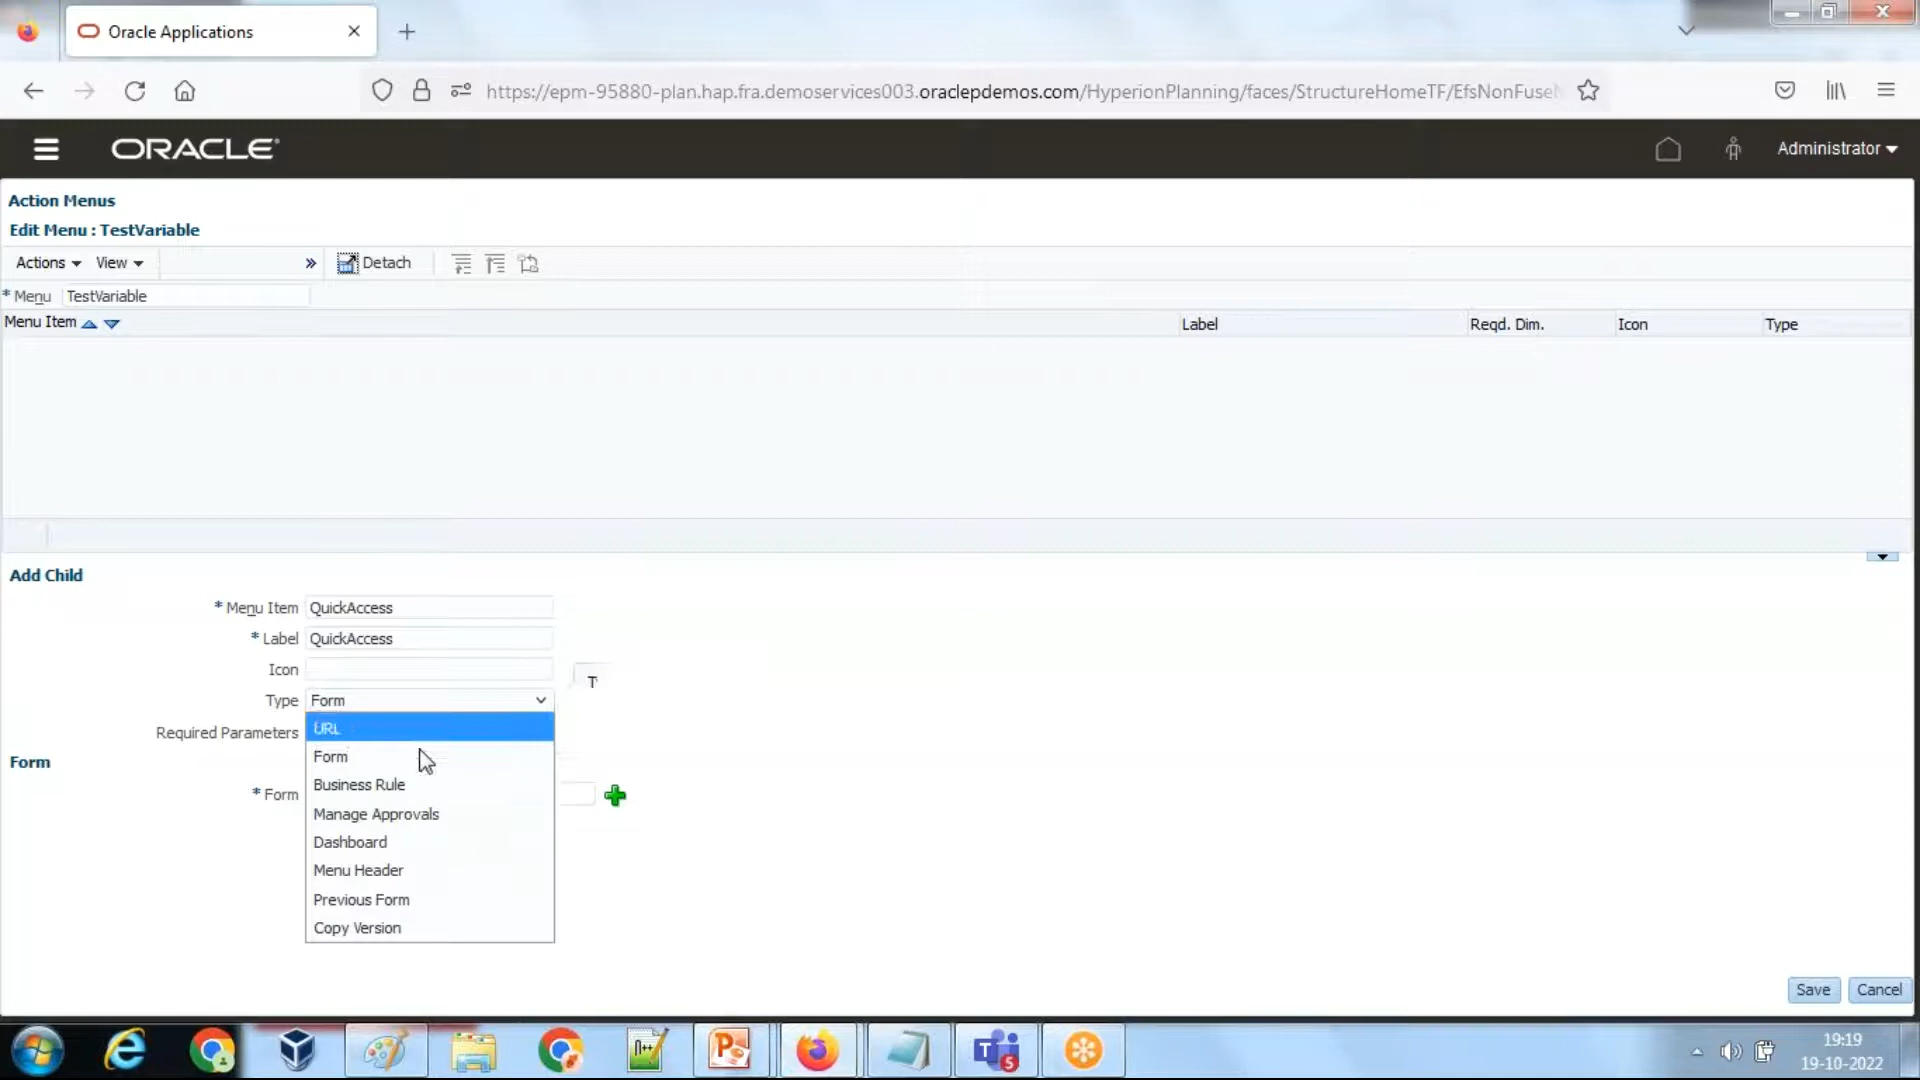 Oracle Applications
https://epm-95880-plan.hap.fra.demoservices003.oraclepdemos.com/HyperionPlanning/faces/StructureHomeTF/EfsNonFuseN
ORACLE
Administrator
Action Menus
Edit Menu : TestVariable
Actions View » Detach
* Menu TestVariable
Menu Item Label Reqd. Dim. Icon Type
Add Child
* Menu Item QuickAccess
* Label QuickAccess
Icon
T
Type Form
Required Parameters
URL
Form
Form
Business Rule
* Form
Manage Approvals
Dashboard
Menu Header
Previous Form
Copy Version
Save Cancel
19:19
19-10-2022